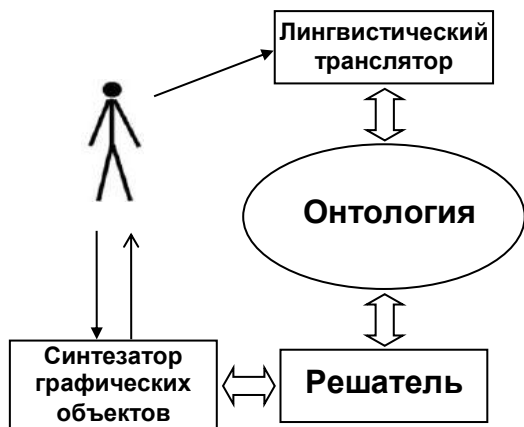 Лингвистический
транслятор
Онтология
Синтезатор
графических
объектов
Решатель